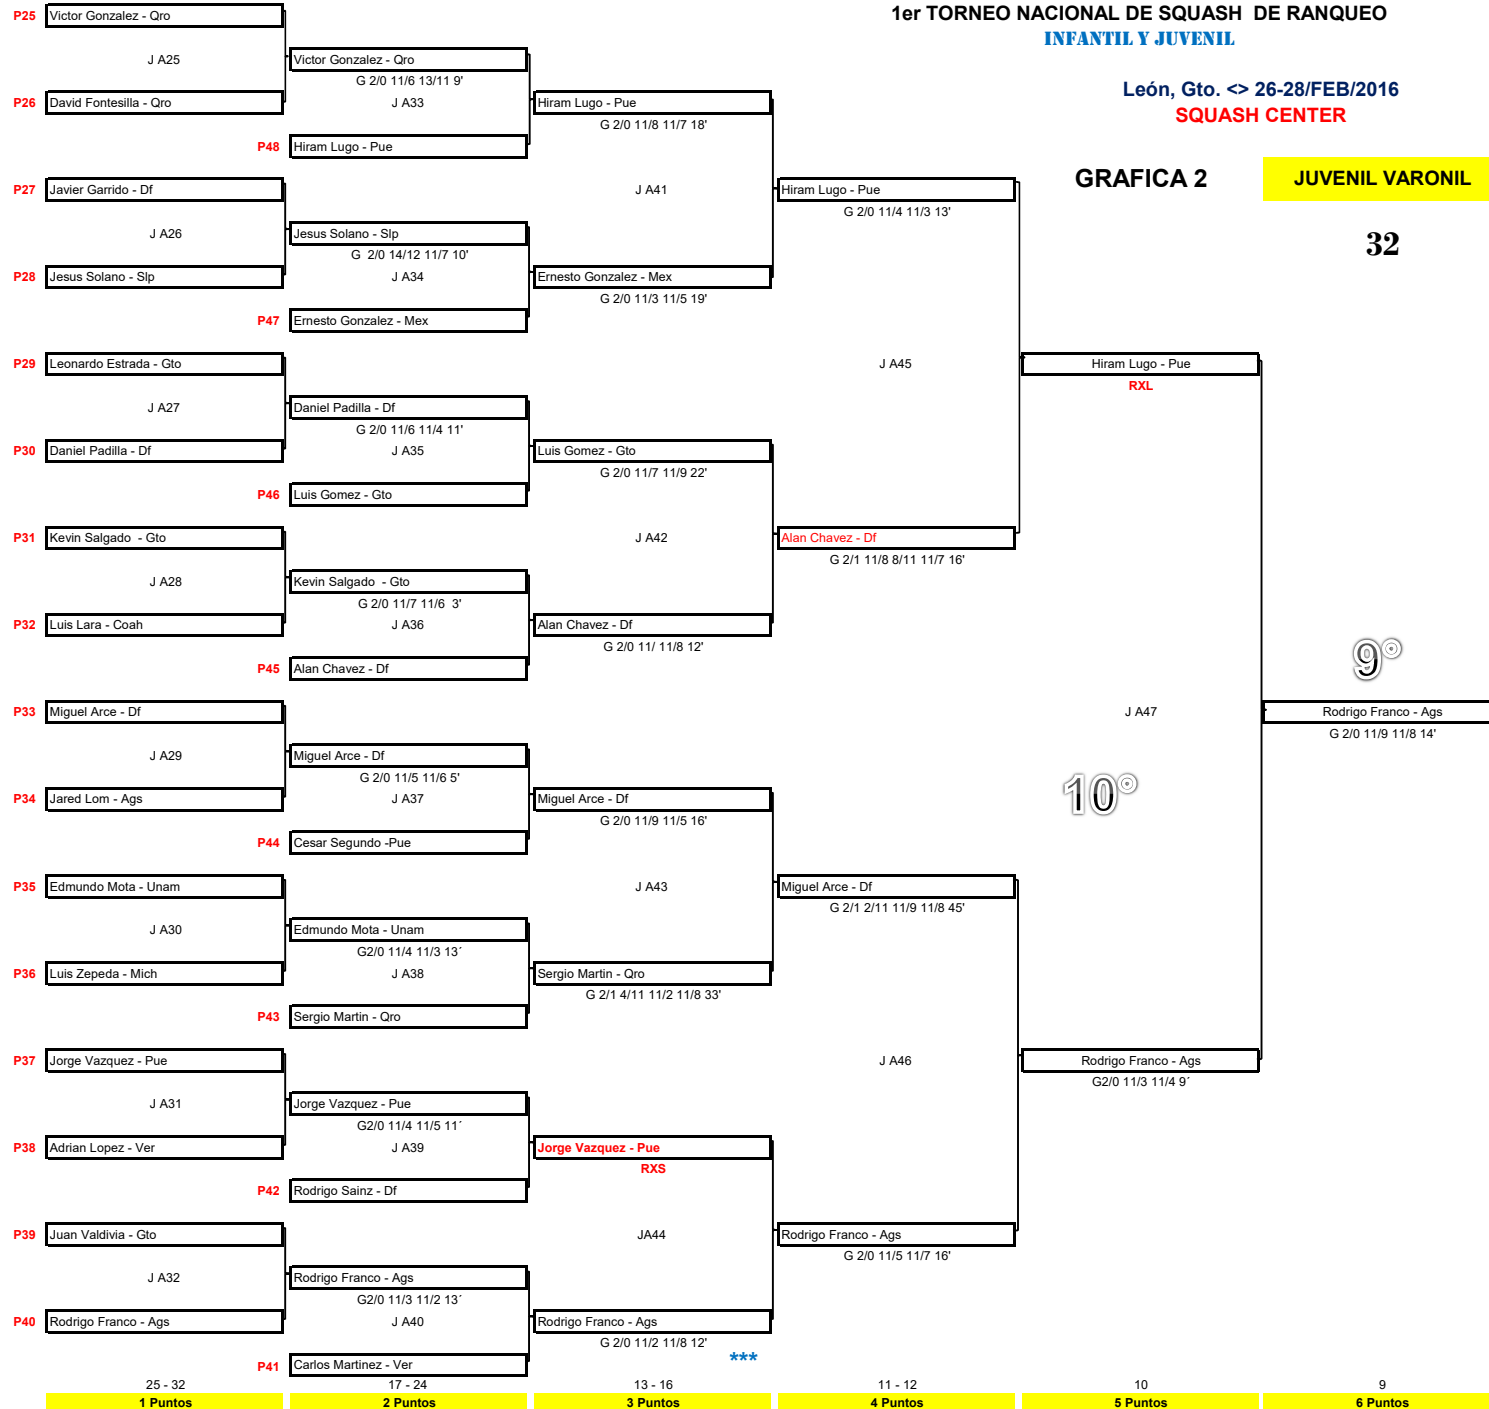 1er TORNEO NACIONAL DE SQUASH DE RANQUEO
INFANTIL Y JUVENIL
León, Gto. <> 26-28/FEB/2016
SQUASH CENTER
GRAFICA 2
JUVENIL VARONIL
32
P25 Victor Gonzalez - Qro
J A25
Victor Gonzalez - Qro
G 2/0 11/6 13/11 9'
P26 David Fontesilla - Qro
J A33
Hiram Lugo - Pue
G 2/0 11/8 11/7 18'
P48 Hiram Lugo - Pue
P27 Javier Garrido - Df
J A41
Hiram Lugo - Pue
G 2/0 11/4 11/3 13'
J A26
Jesus Solano - Slp
G 2/0 14/12 11/7 10'
P28 Jesus Solano - Slp
J A34
Ernesto Gonzalez - Mex
G 2/0 11/3 11/5 19'
P47 Ernesto Gonzalez - Mex
P29 Leonardo Estrada - Gto
J A45
Hiram Lugo - Pue
RXL
J A27
Daniel Padilla - Df
G 2/0 11/6 11/4 11'
P30 Daniel Padilla - Df
J A35
Luis Gomez - Gto
G 2/0 11/7 11/9 22'
P46 Luis Gomez - Gto
P31 Kevin Salgado - Gto
J A42
Alan Chavez - Df
G 2/1 11/8 8/11 11/7 16'
J A28
Kevin Salgado - Gto
G 2/0 11/7 11/6 3'
P32 Luis Lara - Coah
J A36
Alan Chavez - Df
G 2/0 11/ 11/8 12'
P45 Alan Chavez - Df
9°
P33 Miguel Arce - Df
J A47
Rodrigo Franco - Ags
G 2/0 11/9 11/8 14'
J A29
Miguel Arce - Df
G 2/0 11/5 11/6 5'
P34 Jared Lom - Ags
J A37
Miguel Arce - Df
G 2/0 11/9 11/5 16'
10°
P44 Cesar Segundo -Pue
P35 Edmundo Mota - Unam
J A43
Miguel Arce - Df
G 2/1 2/11 11/9 11/8 45'
J A30
Edmundo Mota - Unam
G2/0 11/4 11/3 13´
P36 Luis Zepeda - Mich
J A38
Sergio Martin - Qro
G 2/1 4/11 11/2 11/8 33'
P43 Sergio Martin - Qro
P37 Jorge Vazquez - Pue
J A46
Rodrigo Franco - Ags
G2/0 11/3 11/4 9´
J A31
Jorge Vazquez - Pue
G2/0 11/4 11/5 11´
P38 Adrian Lopez - Ver
J A39
Jorge Vazquez - Pue
RXS
P42 Rodrigo Sainz - Df
P39 Juan Valdivia - Gto
JA44
Rodrigo Franco - Ags
G 2/0 11/5 11/7 16'
J A32
Rodrigo Franco - Ags
G2/0 11/3 11/2 13´
P40 Rodrigo Franco - Ags
J A40
Rodrigo Franco - Ags
G 2/0 11/2 11/8 12'
***
P41 Carlos Martinez - Ver
25 - 32 17 - 24 13 - 16 11 - 12 10 9
1 Puntos 2 Puntos 3 Puntos 4 Puntos 5 Puntos 6 Puntos